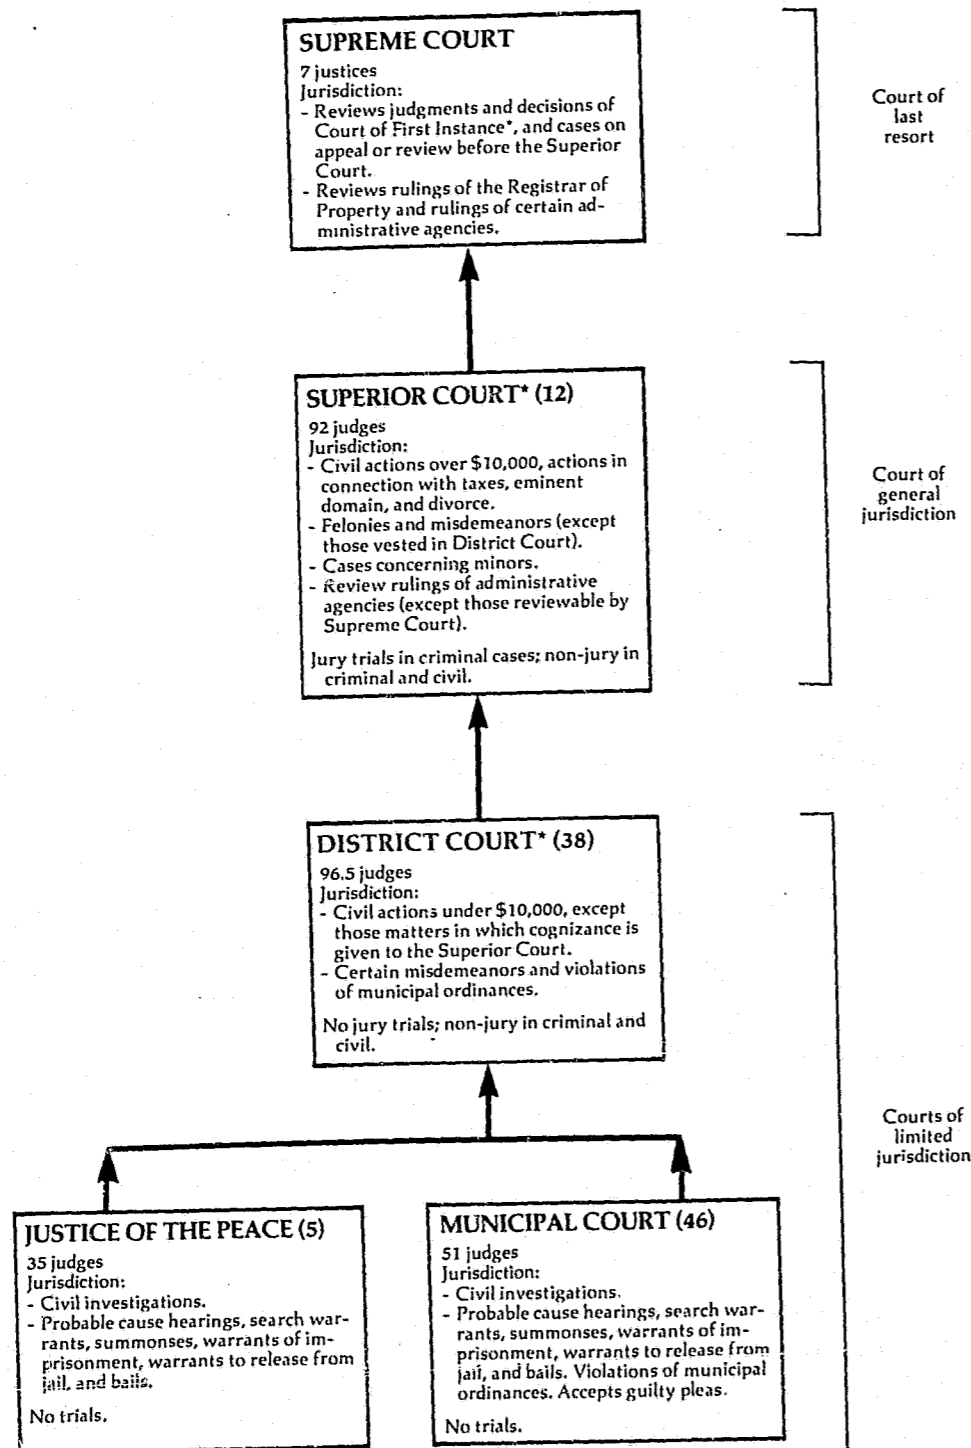 SUPREME COURT
7 justices
Jurisdiction:
- Reviews judgments and decisions of
Court of First Instance*, and cases on
appeal or review before the Superior
Court.
- Reviews rulings of the Registrar of
Property and rulings of certain ad-
ministrative agencies.
Court of
last
resort
SUPERIOR COURT* (12)
92 judges
Jurisdiction:
- Civil actions over $10,000, actions in
connection with taxes, eminent
domain, and divorce.
- Felonies and misdemeanors (except
those vested in District Court).
- Cases concerning minors.
- Review rulings of administrative
agencies (except those reviewable by
Supreme Court).
Jury trials in criminal cases; non-jury in
criminal and civil.
Court of
general
jurisdiction
DISTRICT COURT* (38)
96.5 judges
Jurisdiction:
- Civil actions under $10,000, except
those matters in which cognizance is
given to the Superior Court.
- Certain misdemeanors and violations
of municipal ordinances.
No jury trials; non-jury in criminal and
civil.
Courts of
limited
jurisdiction
JUSTICE OF THE PEACE (5)
35 judges
Jurisdiction:
- Civil investigations.
- Probable cause hearings, search war-
rants, summonses, warrants of im-
prisonment, warrants to release from
jail, and bails.
No trials.
MUNICIPAL COURT (46)
51 judges
Jurisdiction:
- Civil investigations.
- Probable cause hearings, search war-
rants, summonses, warrants of im-
prisonment, warrants to release from
jail, and bails. Violations of municipal
ordinances. Accepts guilty pleas.
No trials.